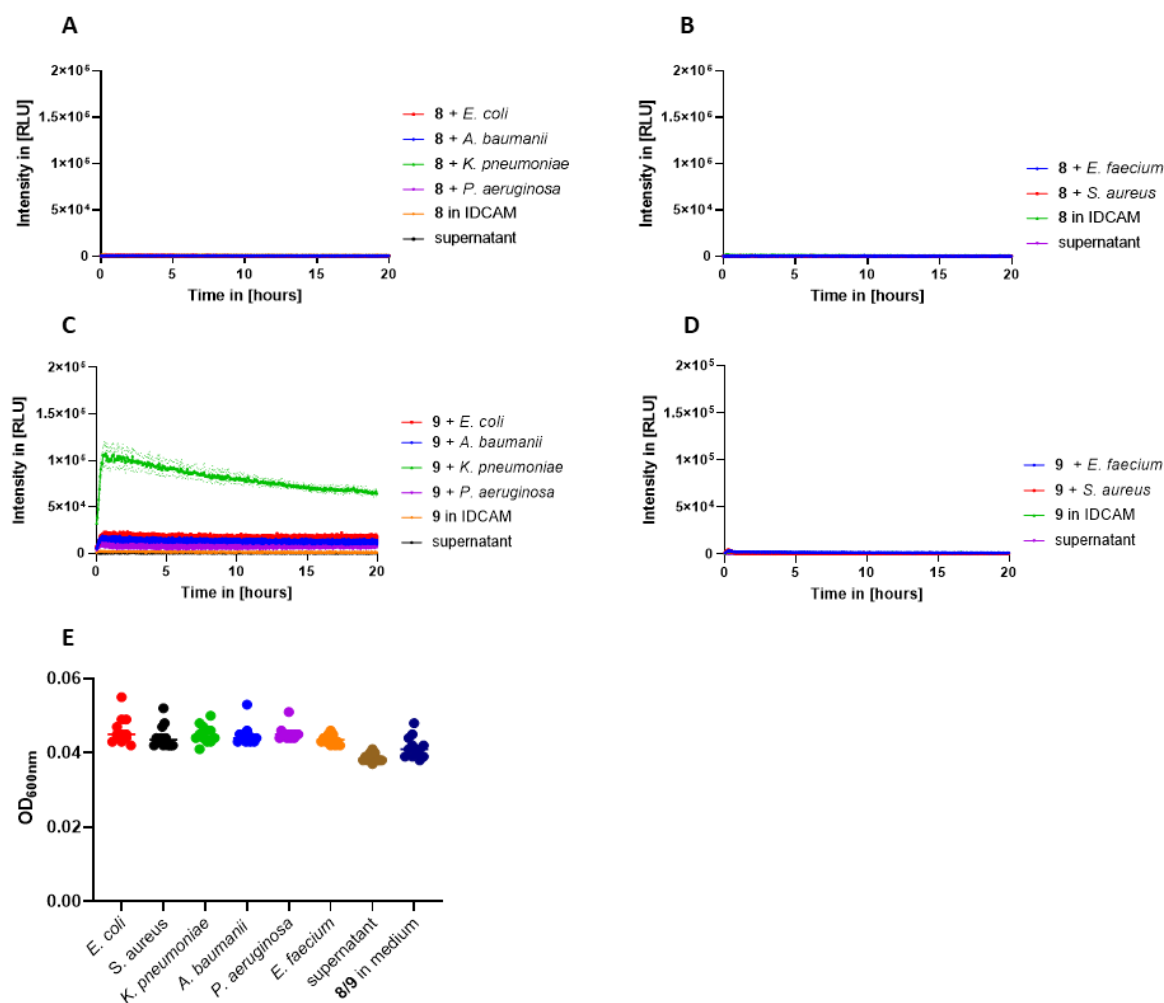 A
2×10⁶
1.5×10⁶
1×10⁶
5×10⁴
0
Intensity in [RLU]
0 5 10 15 20
Time in [hours]
8 + E. coli
8 + A. baumanii
8 + K. pneumoniae
8 + P. aeruginosa
8 in IDCAM
supernatant
B
2×10⁶
1.5×10⁶
1×10⁶
5×10⁴
0
Intensity in [RLU]
0 5 10 15 20
Time in [hours]
8 + E. faecium
8 + S. aureus
8 in IDCAM
supernatant
C
2×10⁶
1.5×10⁶
1×10⁶
5×10⁴
0
Intensity in [RLU]
0 5 10 15 20
Time in [hours]
9 + E. coli
9 + A. baumanii
9 + K. pneumoniae
9 + P. aeruginosa
9 in IDCAM
supernatant
D
2×10⁵
1.5×10⁵
1×10⁵
5×10⁴
0
Intensity in [RLU]
0 5 10 15 20
Time in [hours]
9 + E. faecium
9 + S. aureus
9 in IDCAM
supernatant
E
0.06
0.04
0.02
0.00
OD600nm
E. coli
S. aureus
K. pneumoniae
A. baumanii
P. aeruginosa
E. faecium
supernatant
8/9 in medium